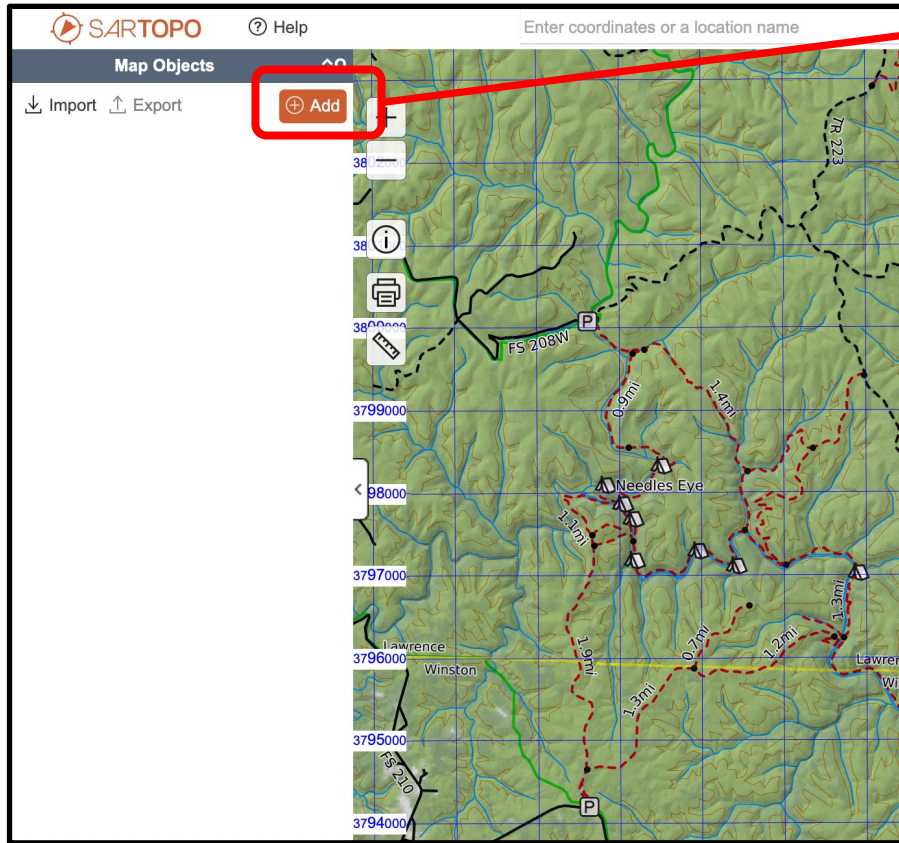 SARTOPO
Help
Enter coordinates or a location name
Map Objects
Import
Export
Add
TR 223
P
FS 208W
0.9mi
1.4mi
3799000
98000
Needles Eye
1.1mi
3797000
1.3mi
1.9mi
0.7mi
1.2mi
Lawrence
3796000
Winston
Lawren
Wi
1.3mi
3795000
FS 210
3794000
P